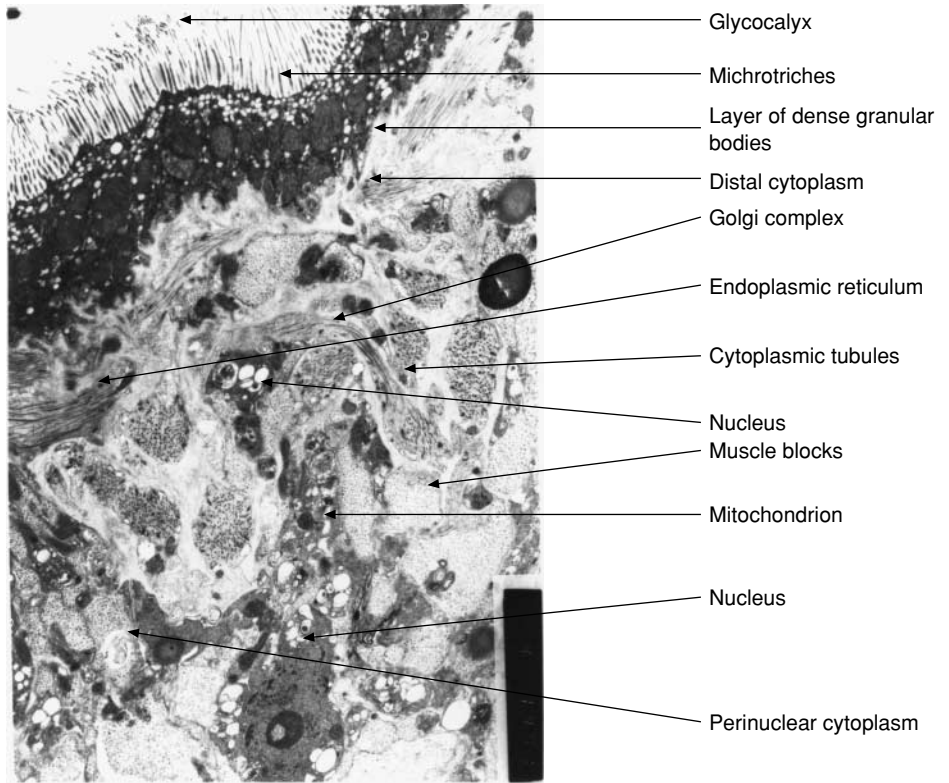 Glycocalyx
Michrotriches
Layer of dense granular
bodies
Distal cytoplasm
Golgi complex
Endoplasmic reticulum
Cytoplasmic tubules
Nucleus
Muscle blocks
Mitochondrion
Nucleus
Perinuclear cytoplasm